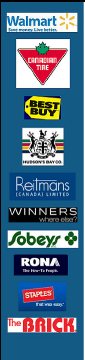 Walmart
Save money. Live better.
CANADIAN
TIRE
BEST
BUY
HUDSON'S BAY CO.
Reitmans
(CANADA) LIMITED
WINNERS
where else?
Sobeys
RONA
The How-To People.
STAPLES
that was easy.
The BRICK.